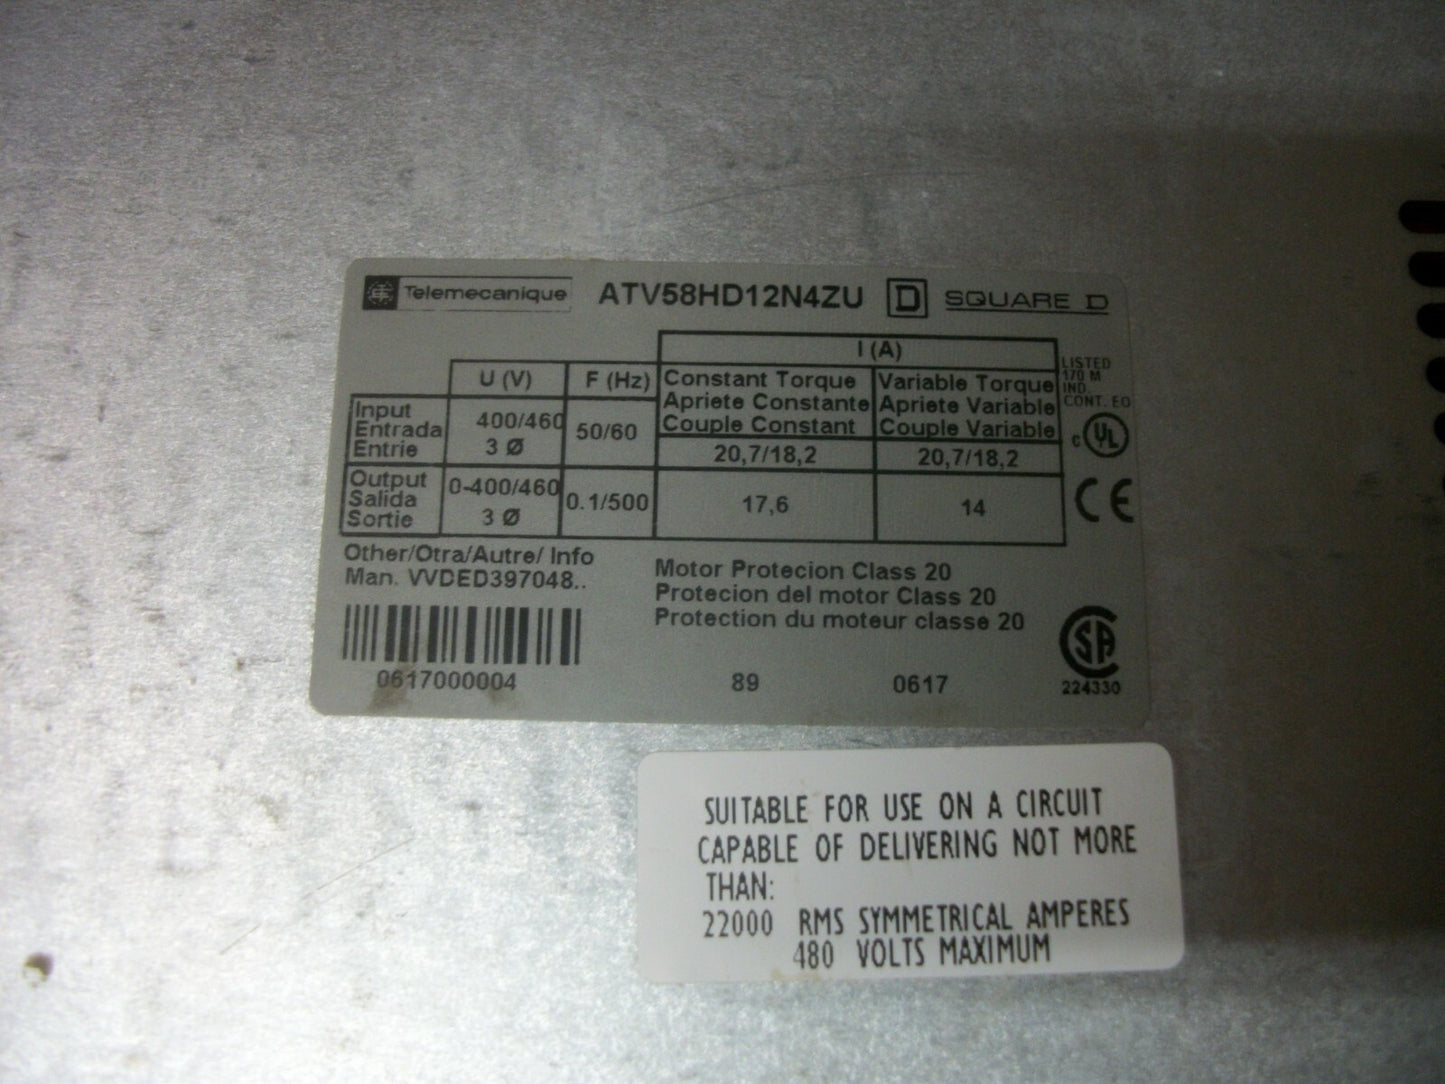 Telemecanique ATV58HD12N4ZU D SQUARE D
I (A)
U (V) F (Hz) Constant Torque Variable Torque
Apriete Constante Apriete Variable
Couple Constant Couple Variable
LISTED
170 M
IND.
CONT. EQ
Input
Entrada
Entrie
400/460
3 Ø
50/60
20,7/18,2 20,7/18,2
c UL
Output
Salida
Sortie
0-400/460
3 Ø
0.1/500
17,6 14
CE
Other/Otra/Autre/ Info
Man. VVDED397048..
Motor Protecion Class 20
Protecion del motor Class 20
Protection du moteur classe 20
0617000004 89 0617
SA
224330
SUITABLE FOR USE ON A CIRCUIT
CAPABLE OF DELIVERING NOT MORE
THAN:
22000 RMS SYMMETRICAL AMPERES
480 VOLTS MAXIMUM